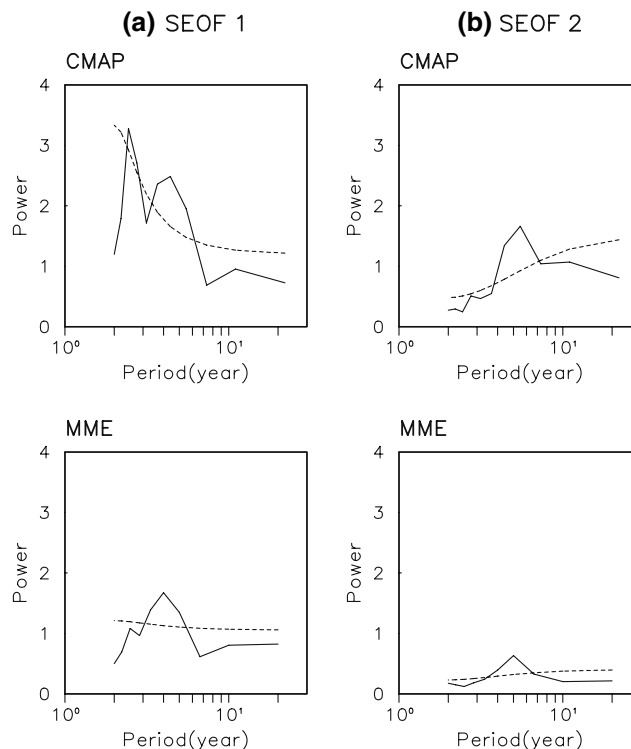 (a) SEOF 1
(b) SEOF 2
CMAP
CMAP
4
3
2
1
0
Power
10⁰
10¹
Period(year)
4
3
2
1
0
Power
10⁰
10¹
Period(year)
MME
MME
4
3
2
1
0
Power
10⁰
10¹
Period(year)
4
3
2
1
0
Power
10⁰
10¹
Period(year)